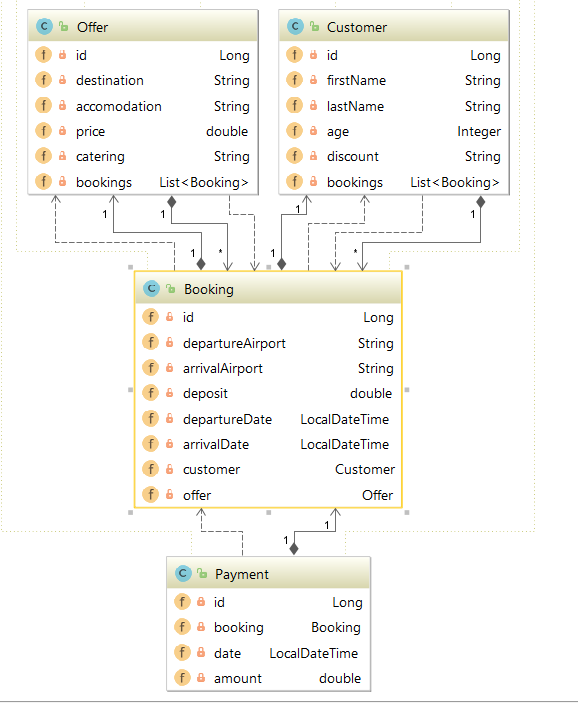 C Offer
f id Long
f destination String
f accomodation String
f price double
f catering String
f bookings List<Booking>
C Customer
f id Long
f firstName String
f lastName String
f age Integer
f discount String
f bookings List<Booking>
1 1 1 1
1 * 1 *
C Booking
f id Long
f departureAirport String
f arrivalAirport String
f deposit double
f departureDate LocalDateTime
f arrivalDate LocalDateTime
f customer Customer
f offer Offer
1
1
C Payment
f id Long
f booking Booking
f date LocalDateTime
f amount double